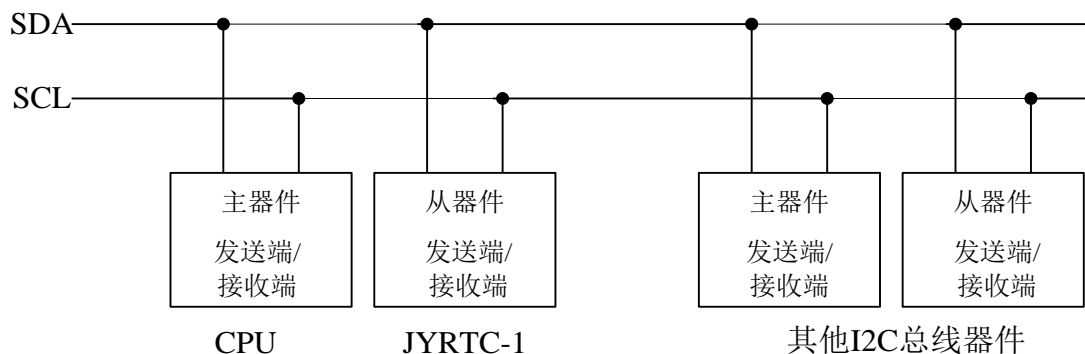 SDA
SCL
主器件
发送端/
接收端
从器件
发送端/
接收端
主器件
发送端/
接收端
从器件
发送端/
接收端
CPU
JYRTC-1
其他I2C总线器件